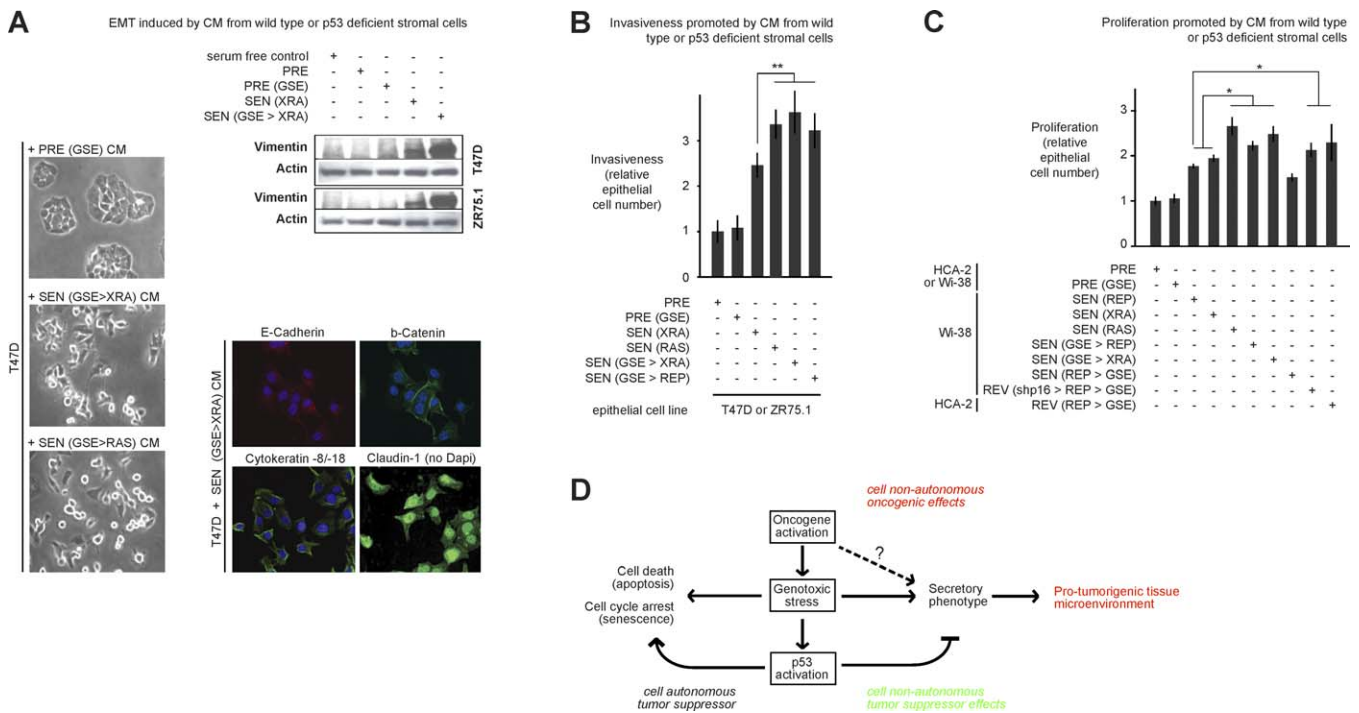 A
EMT induced by CM from wild type or p53 deficient stromal cells
serum free control + - - - -
PRE - + - - -
PRE (GSE) - - + - -
SEN (XRA) - - - + -
SEN (GSE > XRA) - - - - +
Vimentin
Actin
T47D
Vimentin
Actin
ZR75.1
T47D
+ PRE (GSE) CM
+ SEN (GSE>XRA) CM
+ SEN (GSE>RAS) CM
T47D + SEN (GSE>XRA) CM
E-Cadherin
b-Catenin
Cytokeratin -8/-18
Claudin-1 (no Dapi)
B
Invasiveness promoted by CM from wild
type or p53 deficient stromal cells
**
Invasiveness
(relative
epithelial
cell number)
3
2
1
0
PRE + - - - - -
PRE (GSE) - + - - - -
SEN (XRA) - - + - - -
SEN (RAS) - - - + - -
SEN (GSE > XRA) - - - - + -
SEN (GSE > REP) - - - - - +
epithelial cell line
T47D or ZR75.1
C
Proliferation promoted by CM from wild type
or p53 deficient stromal cells
*
*
Proliferation
(relative
epithelial
cell number)
3
2
1
0
HCA-2
or Wi-38
Wi-38
HCA-2
PRE + - - - - - - - - -
PRE (GSE) - + - - - - - - - -
SEN (REP) - - + - - - - - - -
SEN (XRA) - - - + - - - - - -
SEN (RAS) - - - - + - - - - -
SEN (GSE > REP) - - - - - + - - - -
SEN (GSE > XRA) - - - - - - + - - -
SEN (REP > GSE) - - - - - - - + - -
REV (shp16 > REP > GSE) - - - - - - - - + -
REV (REP > GSE) - - - - - - - - - +
D
cell non-autonomous
oncogenic effects
Oncogene
activation
?
Cell death
(apoptosis)
Cell cycle arrest
(senescence)
Genotoxic
stress
Secretory
phenotype
Pro-tumorigenic tissue
microenvironment
p53
activation
cell autonomous
tumor suppressor
cell non-autonomous
tumor suppressor effects